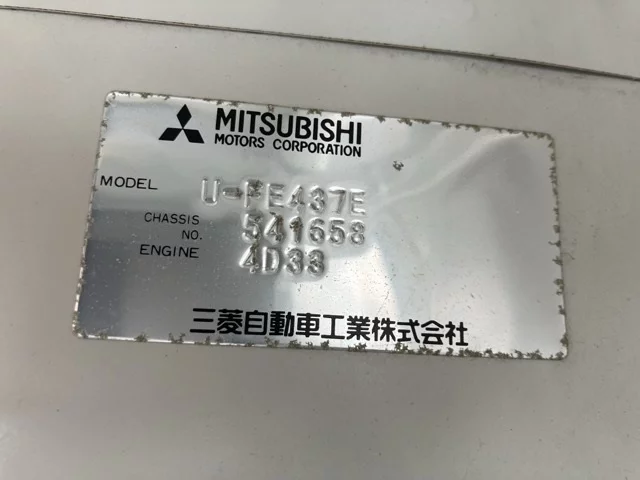 MITSUBISHI
MOTORS CORPORATION
MODEL U-FE437E
CHASSIS NO. 541658
ENGINE 4D33
三菱自動車工業株式会社